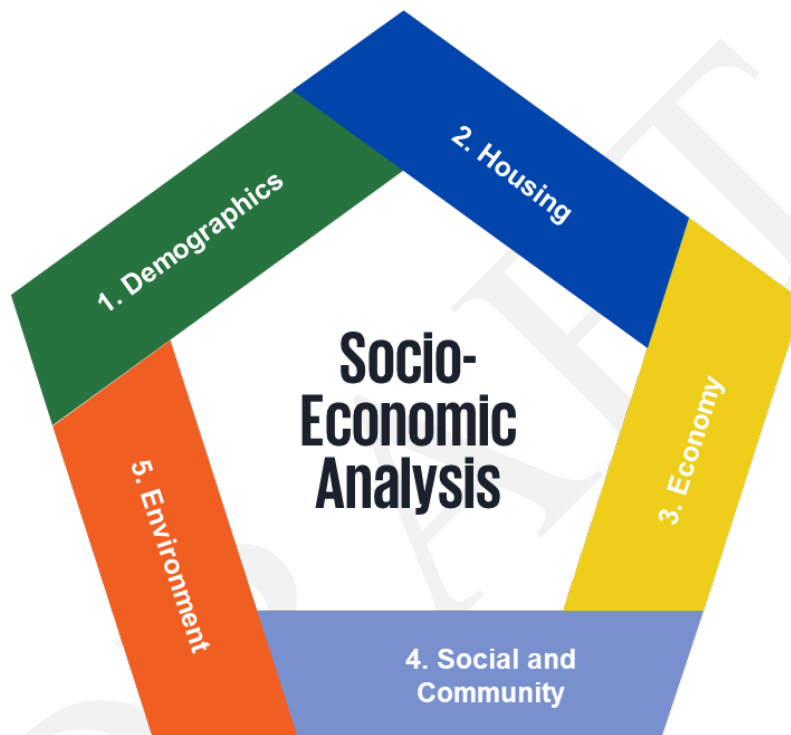 2. Housing
1. Demographics
Socio-
Economic
Analysis
3. Economy
5. Environment
4. Social and
Community